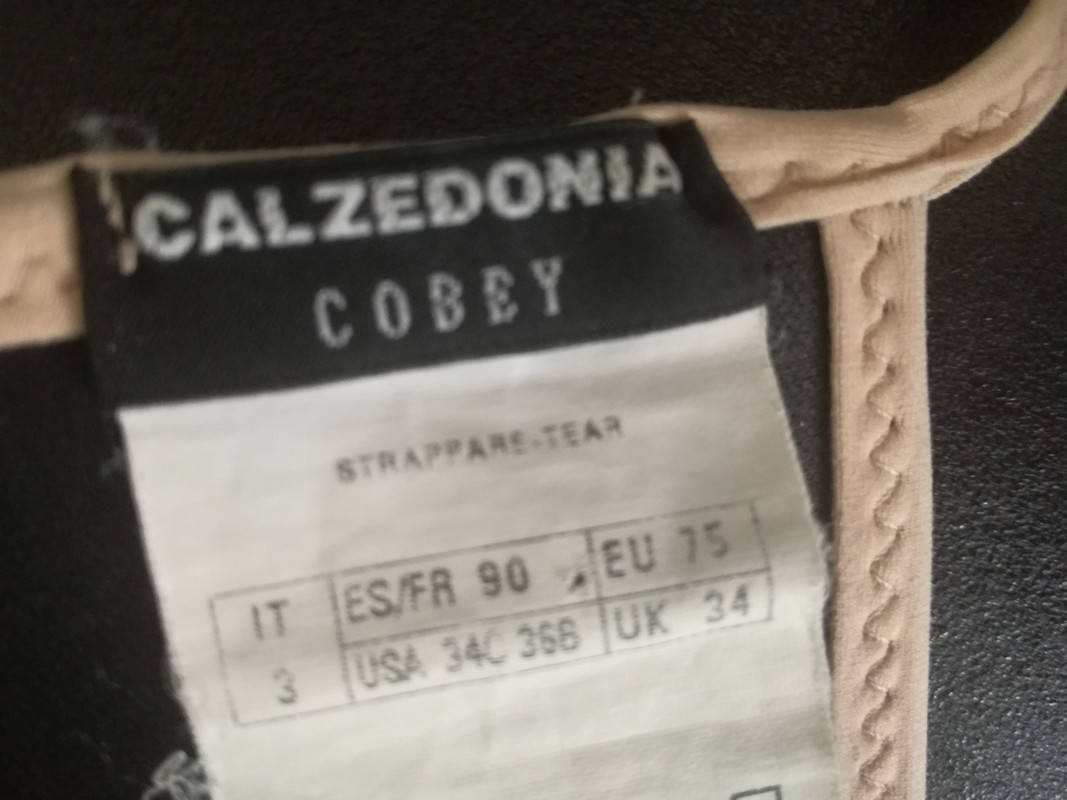 CALZEDONIA
COBEY
STRAPPARE-TEAR
IT ES/FR 90 EU 75
3 USA 34C 36B UK 34